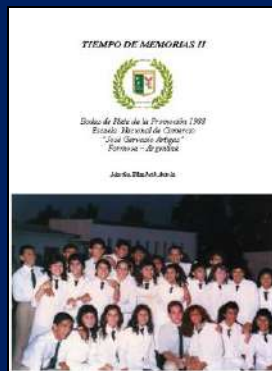 TIEMPO DE MEMORIAS II
Bodas de Plata de la Promoción 1988
Escuela Nacional de Comercio
"José Gervasio Artigas"
Formosa – Argentina